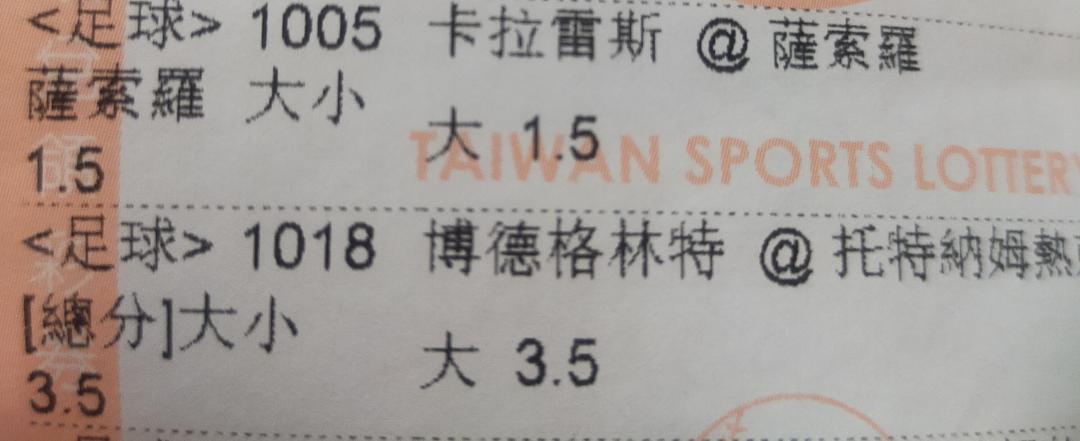 <足球> 1005 卡拉雷斯 @ 薩索羅
薩索羅 大小 大 1.5
1.5
TAIWAN SPORTS LOTTERY
<足球> 1018 博德格林特 @ 托特納姆熱
[總分]大小 大 3.5
3.5